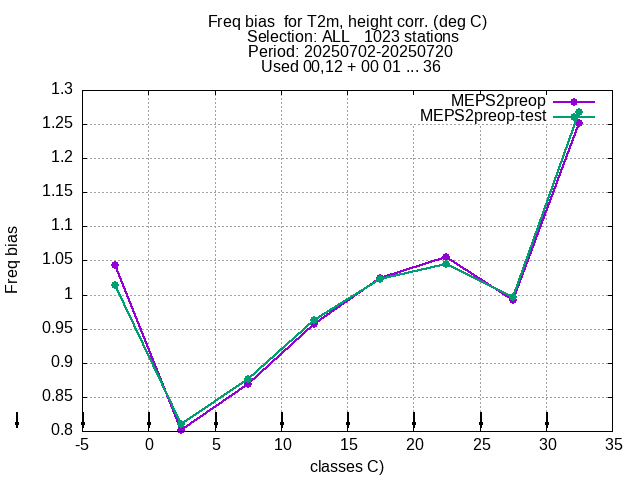 Freq bias  for T2m, height corr. (deg C)
Selection: ALL   1023 stations
Period: 20250702-20250720
Used 00,12 + 00 01 ... 36
MEPS2preop
MEPS2preop-test
1.3
1.25
1.2
1.15
1.1
1.05
1
0.95
0.9
0.85
0.8
Freq bias
-5 0 5 10 15 20 25 30 35
classes C)